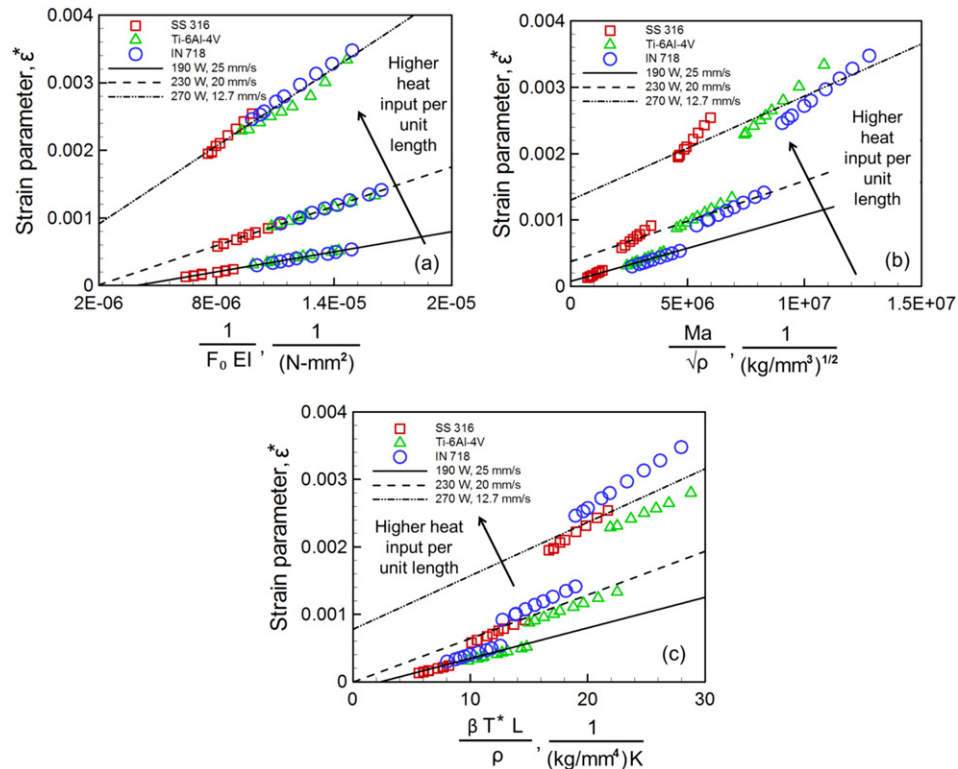 0.004
0.003
0.002
0.001
0
Strain parameter, ε*
SS 316
Ti-6Al-4V
IN 718
190 W, 25 mm/s
230 W, 20 mm/s
270 W, 12.7 mm/s
Higher
heat
input per
unit
length
(a)
2E-06 8E-06 1.4E-05 2E-05
1 / F₀ EI , 1 / (N-mm²)
0.004
0.003
0.002
0.001
0
Strain parameter, ε*
SS 316
Ti-6Al-4V
IN 718
190 W, 25 mm/s
230 W, 20 mm/s
270 W, 12.7 mm/s
Higher
heat
input per
unit
length
(b)
0 5E+06 1E+07 1.5E+07
Ma / √ρ , 1 / (kg/mm³)^1/2
0.004
0.003
0.002
0.001
0
Strain parameter, ε*
SS 316
Ti-6Al-4V
IN 718
190 W, 25 mm/s
230 W, 20 mm/s
270 W, 12.7 mm/s
Higher heat
input per
unit length
(c)
0 10 20 30
β T* L / ρ , 1 / (kg/mm⁴)K